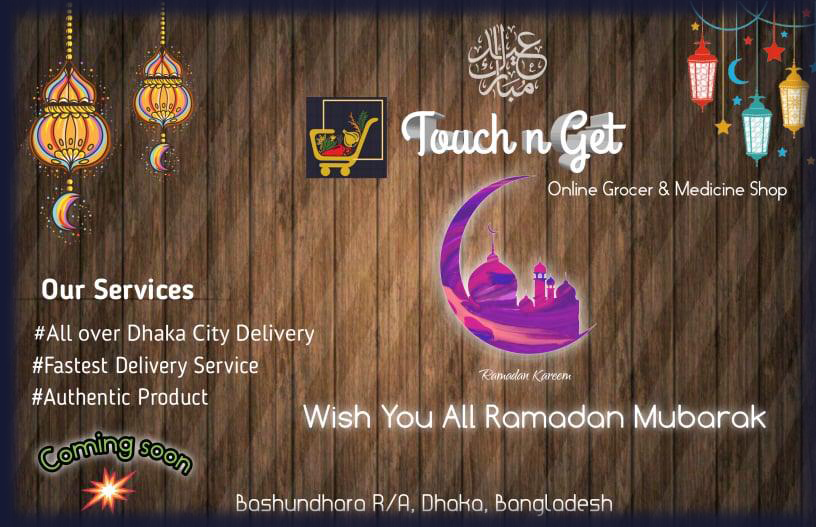 عيد مبارك
Touch n Get
Online Grocer & Medicine Shop
Our Services
#All over Dhaka City Delivery
#Fastest Delivery Service
#Authentic Product
Ramadan Kareem
Wish You All Ramadan Mubarak
Coming soon
Bashundhara R/A, Dhaka, Bangladesh